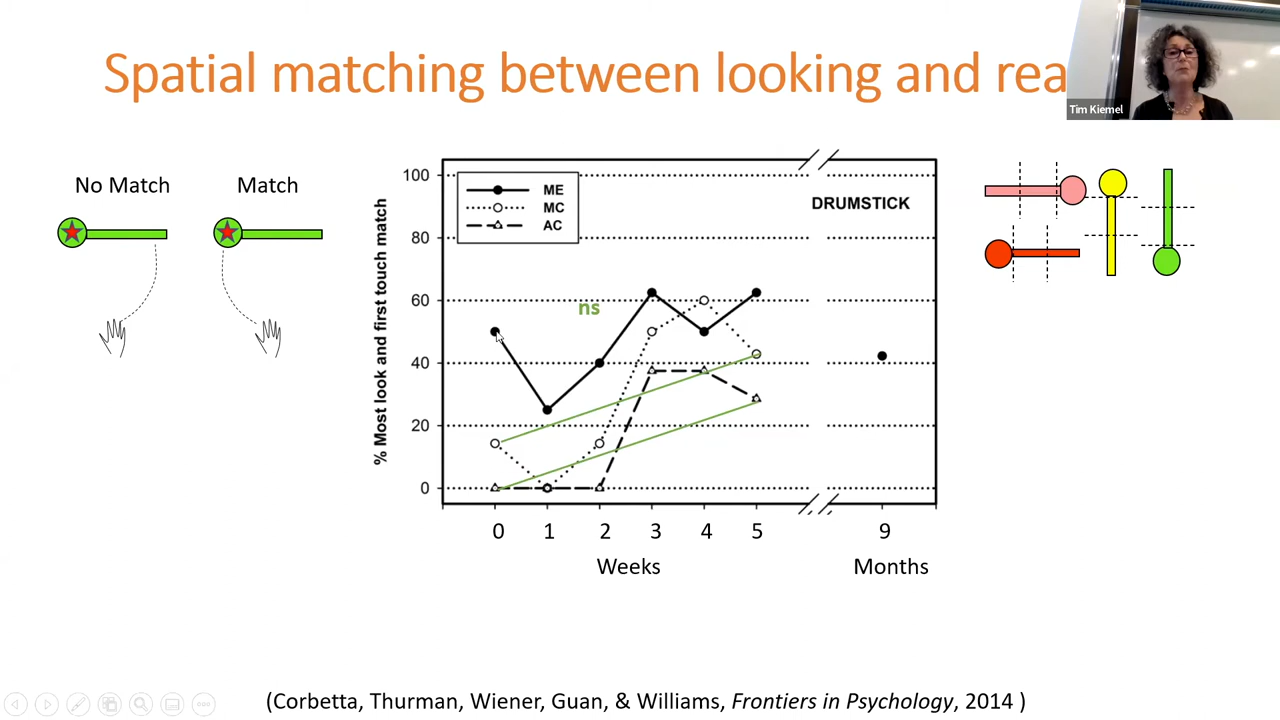 Spatial matching between looking and rea
Tim Kiemel
No Match
Match
% Most look and first touch match
100
80
60
40
20
0
ME
MC
AC
DRUMSTICK
ns
0 1 2 3 4 5 9
Weeks Months
(Corbetta, Thurman, Wiener, Guan, & Williams, Frontiers in Psychology, 2014 )